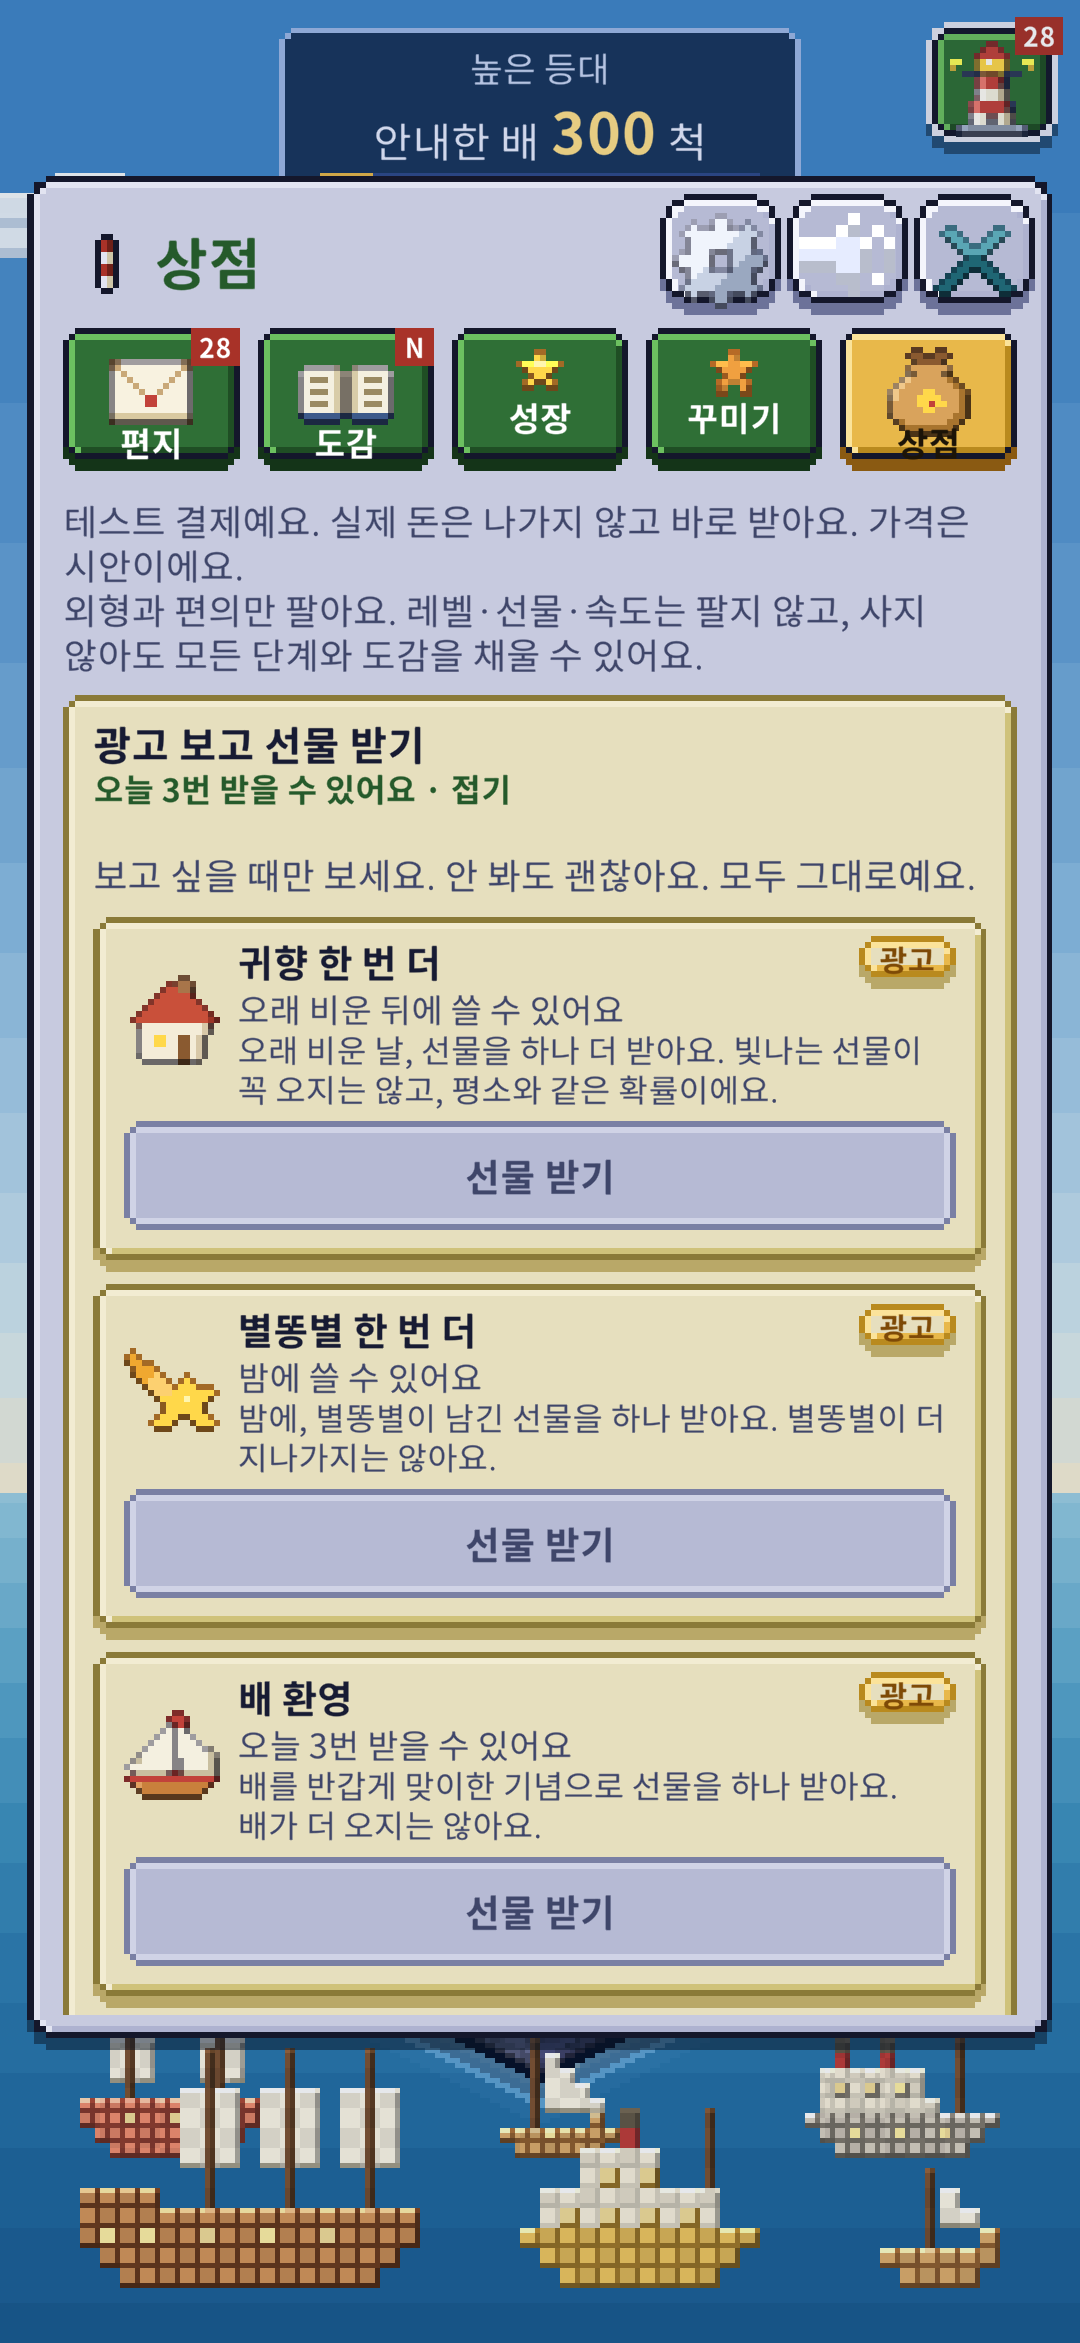 높은 등대
안내한 배 300 척
28
상점
28
편지
N
도감
성장
꾸미기
상점
테스트 결제예요. 실제 돈은 나가지 않고 바로 받아요. 가격은
시안이에요.
외형과 편의만 팔아요. 레벨·선물·속도는 팔지 않고, 사지
않아도 모든 단계와 도감을 채울 수 있어요.
광고 보고 선물 받기
오늘 3번 받을 수 있어요 · 접기
보고 싶을 때만 보세요. 안 봐도 괜찮아요. 모두 그대로예요.
귀향 한 번 더
광고
오래 비운 뒤에 쓸 수 있어요
오래 비운 날, 선물을 하나 더 받아요. 빛나는 선물이
꼭 오지는 않고, 평소와 같은 확률이에요.
선물 받기
별똥별 한 번 더
광고
밤에 쓸 수 있어요
밤에, 별똥별이 남긴 선물을 하나 받아요. 별똥별이 더
지나가지는 않아요.
선물 받기
배 환영
광고
오늘 3번 받을 수 있어요
배를 반갑게 맞이한 기념으로 선물을 하나 받아요.
배가 더 오지는 않아요.
선물 받기